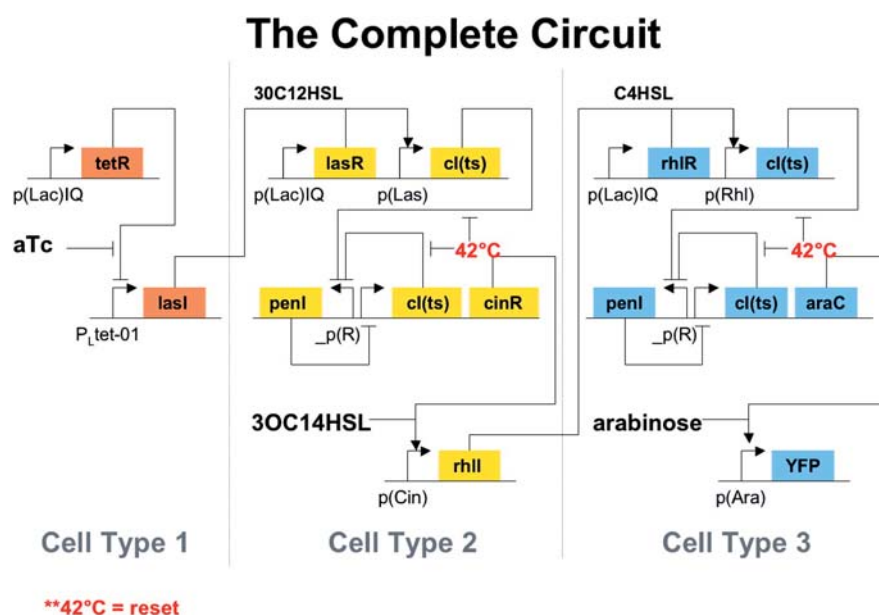 The Complete Circuit
30C12HSL
C4HSL
tetR
lasR
cI(ts)
rhlR
cI(ts)
p(Lac)IQ
p(Lac)IQ
p(Las)
p(Lac)IQ
p(Rhl)
aTc
42°C
42°C
lasI
penI
cI(ts)
cinR
penI
cI(ts)
araC
PLtet-01
_p(R)
_p(R)
3OC14HSL
arabinose
rhlI
YFP
p(Cin)
p(Ara)
Cell Type 1
Cell Type 2
Cell Type 3
**42°C = reset